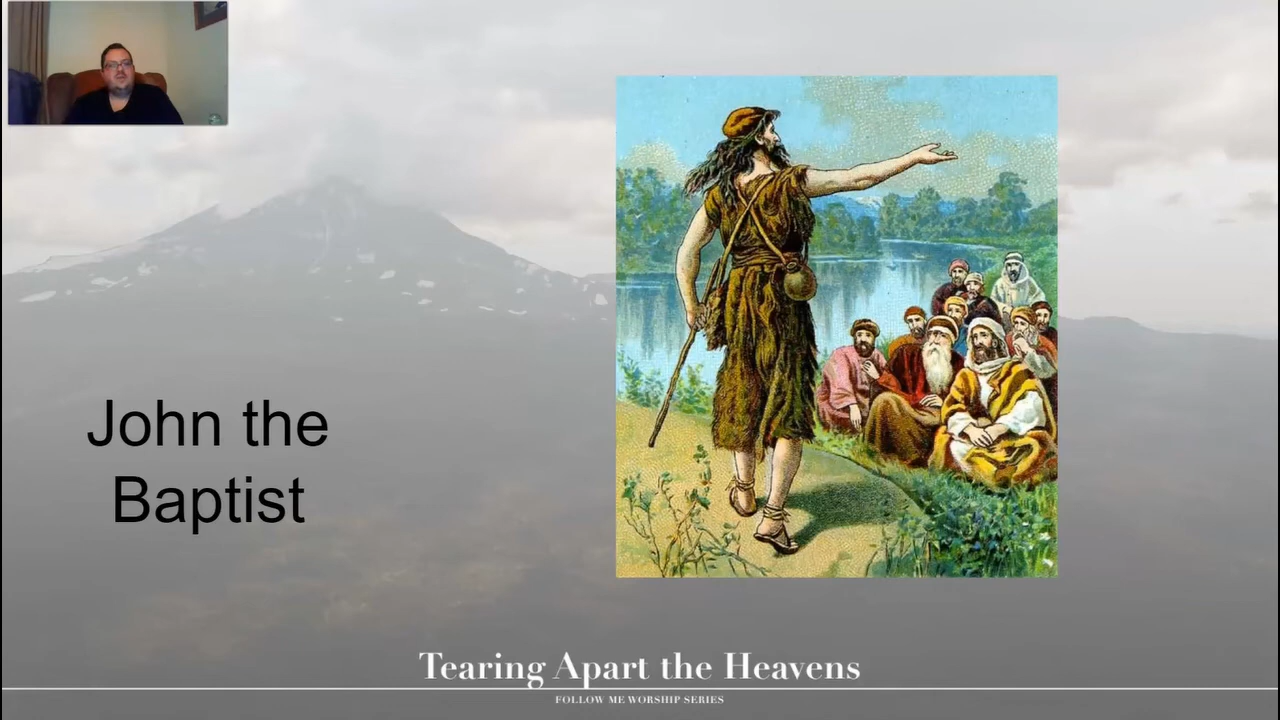 John the
Baptist
Tearing Apart the Heavens
FOLLOW ME WORSHIP SERIES